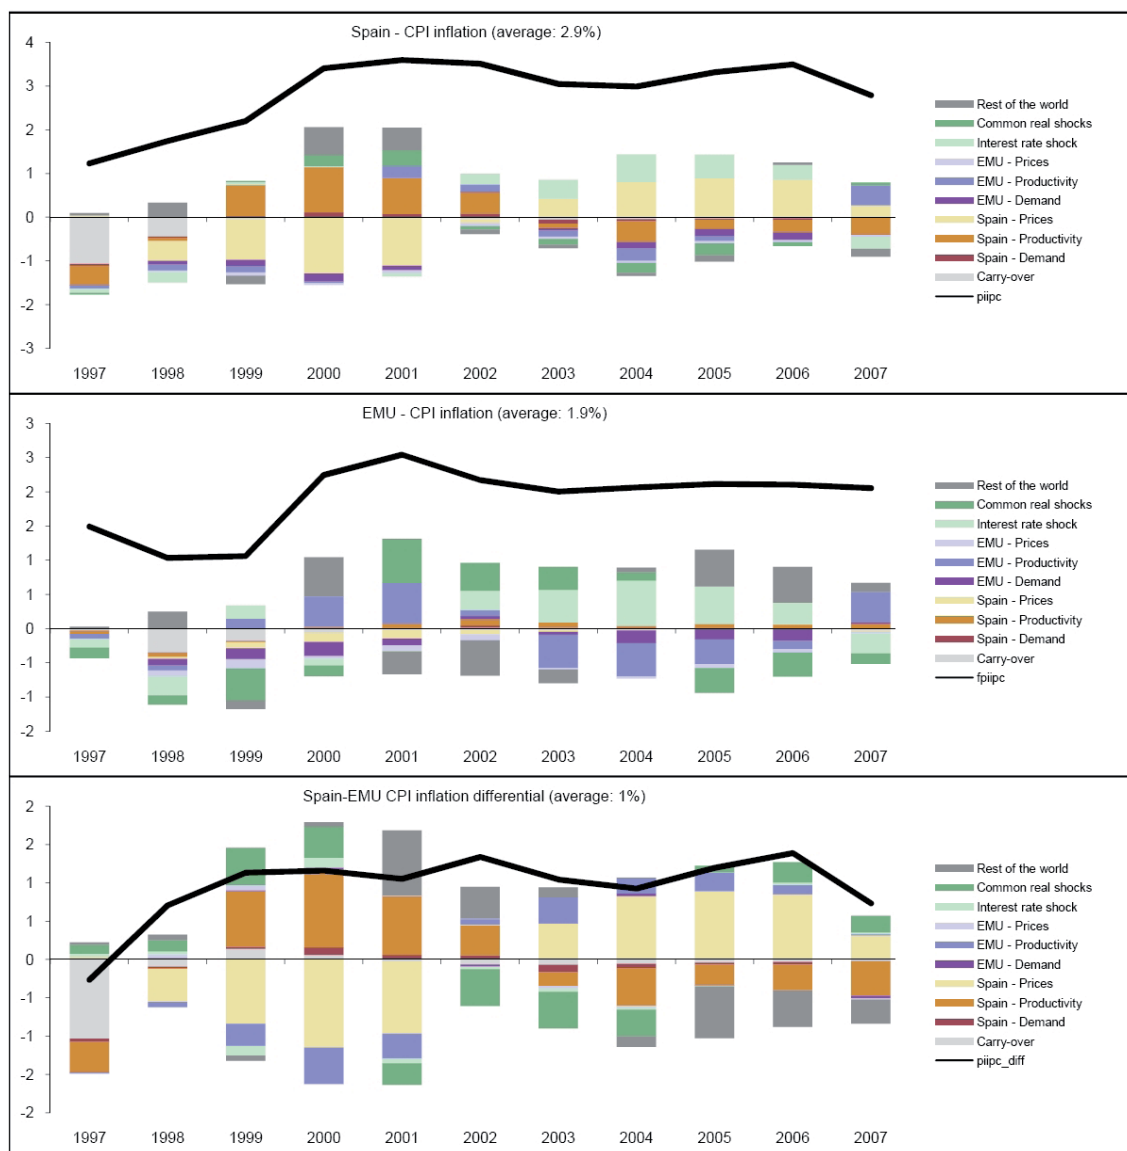 Spain - CPI inflation (average: 2.9%)
4
3
2
1
0
-1
-2
-3
1997 1998 1999 2000 2001 2002 2003 2004 2005 2006 2007
Rest of the world
Common real shocks
Interest rate shock
EMU - Prices
EMU - Productivity
EMU - Demand
Spain - Prices
Spain - Productivity
Spain - Demand
Carry-over
piipc
EMU - CPI inflation (average: 1.9%)
3
3
2
2
1
1
0
-1
-1
-2
1997 1998 1999 2000 2001 2002 2003 2004 2005 2006 2007
Rest of the world
Common real shocks
Interest rate shock
EMU - Prices
EMU - Productivity
EMU - Demand
Spain - Prices
Spain - Productivity
Spain - Demand
Carry-over
fpiipc
Spain-EMU CPI inflation differential (average: 1%)
2
2
1
1
0
-1
-1
-2
-2
1997 1998 1999 2000 2001 2002 2003 2004 2005 2006 2007
Rest of the world
Common real shocks
Interest rate shock
EMU - Prices
EMU - Productivity
EMU - Demand
Spain - Prices
Spain - Productivity
Spain - Demand
Carry-over
piipc_diff